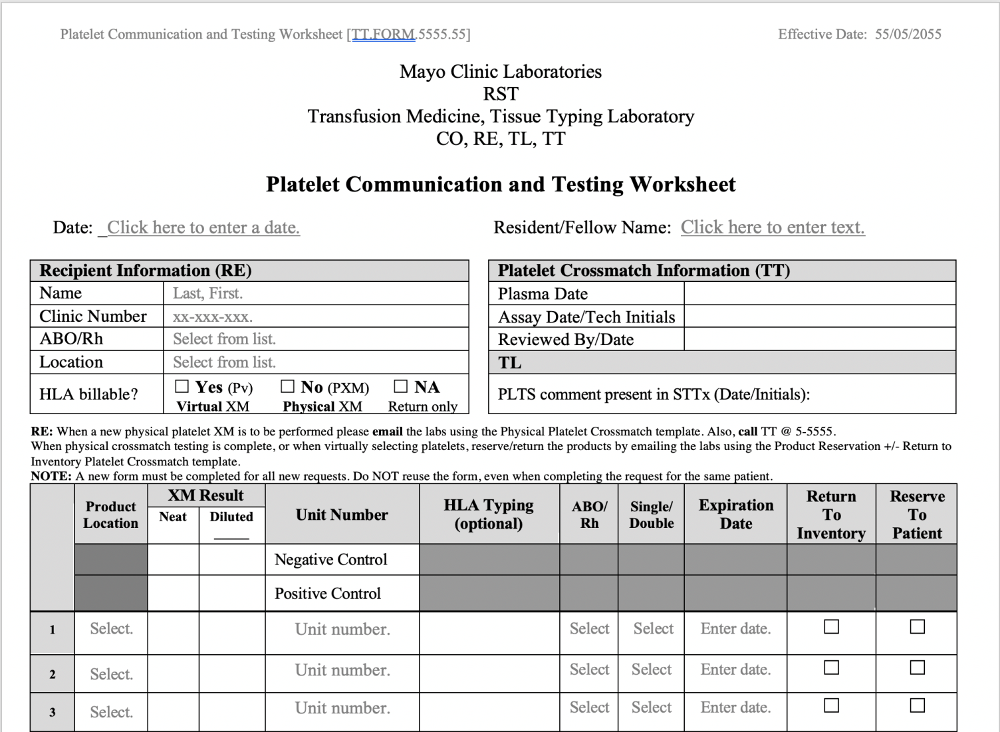 Platelet Communication and Testing Worksheet [TT.FORM.5555.55] Effective Date: 55/05/2055
Mayo Clinic Laboratories
RST
Transfusion Medicine, Tissue Typing Laboratory
CO, RE, TL, TT
Platelet Communication and Testing Worksheet
Date: _Click here to enter a date. Resident/Fellow Name: Click here to enter text.
Recipient Information (RE)
Name Last, First.
Clinic Number xx-xxx-xxx.
ABO/Rh Select from list.
Location Select from list.
HLA billable? ☐ Yes (Pv) ☐ No (PXM) ☐ NA
Virtual XM Physical XM Return only
Platelet Crossmatch Information (TT)
Plasma Date
Assay Date/Tech Initials
Reviewed By/Date
TL
PLTS comment present in STTx (Date/Initials):
RE: When a new physical platelet XM is to be performed please email the labs using the Physical Platelet Crossmatch template. Also, call TT @ 5-5555.
When physical crossmatch testing is complete, or when virtually selecting platelets, reserve/return the products by emailing the labs using the Product Reservation +/- Return to
Inventory Platelet Crossmatch template.
NOTE: A new form must be completed for all new requests. Do NOT reuse the form, even when completing the request for the same patient.
Product
Location
XM Result
Neat Diluted
____
Unit Number
HLA Typing
(optional)
ABO/
Rh
Single/
Double
Expiration
Date
Return
To
Inventory
Reserve
To
Patient
Negative Control
Positive Control
1 Select. Unit number. Select Select Enter date. ☐ ☐
2 Select. Unit number. Select Select Enter date. ☐ ☐
3 Select. Unit number. Select Select Enter date. ☐ ☐